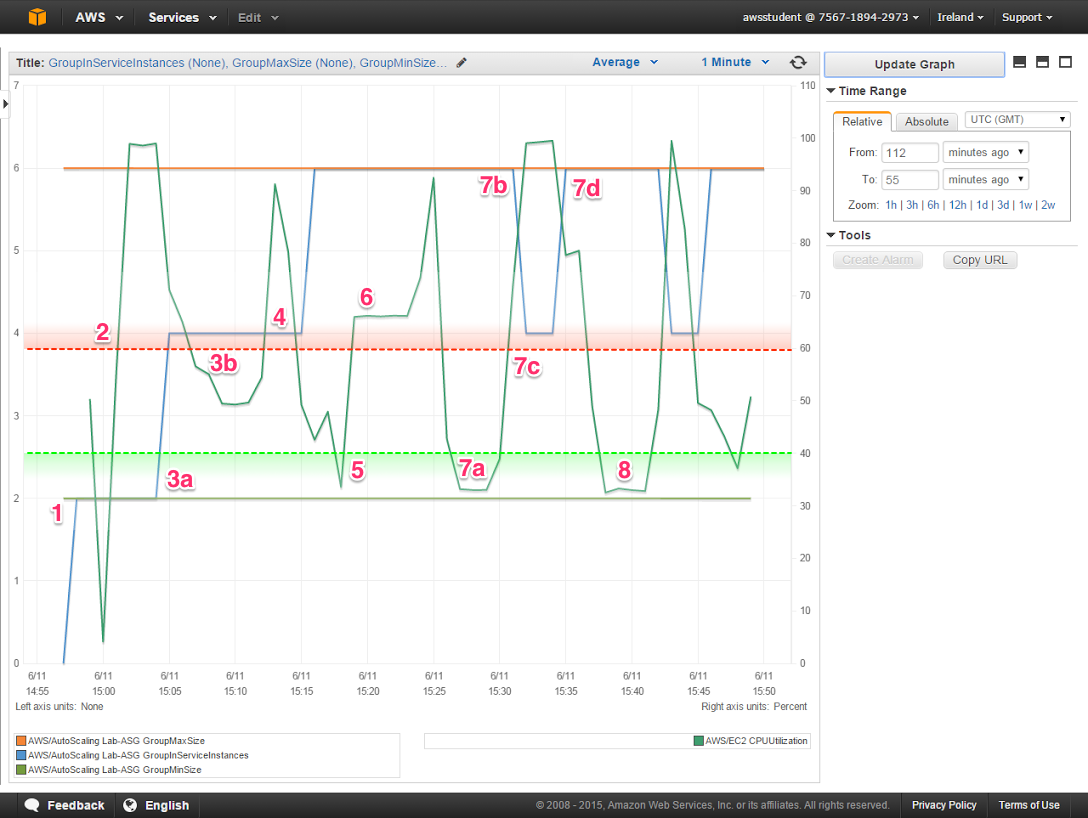 AWS Services Edit awsstudent @ 7567-1894-2973 Ireland Support
Title: GroupInServiceInstances (None), GroupMaxSize (None), GroupMinSize... Average 1 Minute
Update Graph
Time Range
Relative Absolute UTC (GMT)
From: 112 minutes ago
To: 55 minutes ago
Zoom: 1h | 3h | 6h | 12h | 1d | 3d | 1w | 2w
Tools
Create Alarm Copy URL
7 110
100
6
90
5
80
70
4
60
3
50
40
2
30
20
1
10
0 0
1
2
3a
3b
4
5
6
7a
7b
7c
7d
8
6/11 6/11 6/11 6/11 6/11 6/11 6/11 6/11 6/11 6/11 6/11 6/11
14:55 15:00 15:05 15:10 15:15 15:20 15:25 15:30 15:35 15:40 15:45 15:50
Left axis units: None Right axis units: Percent
AWS/AutoScaling Lab-ASG GroupMaxSize AWS/EC2 CPUUtilization
AWS/AutoScaling Lab-ASG GroupInServiceInstances
AWS/AutoScaling Lab-ASG GroupMinSize
Feedback English © 2008 - 2015, Amazon Web Services, Inc. or its affiliates. All rights reserved. Privacy Policy Terms of Use